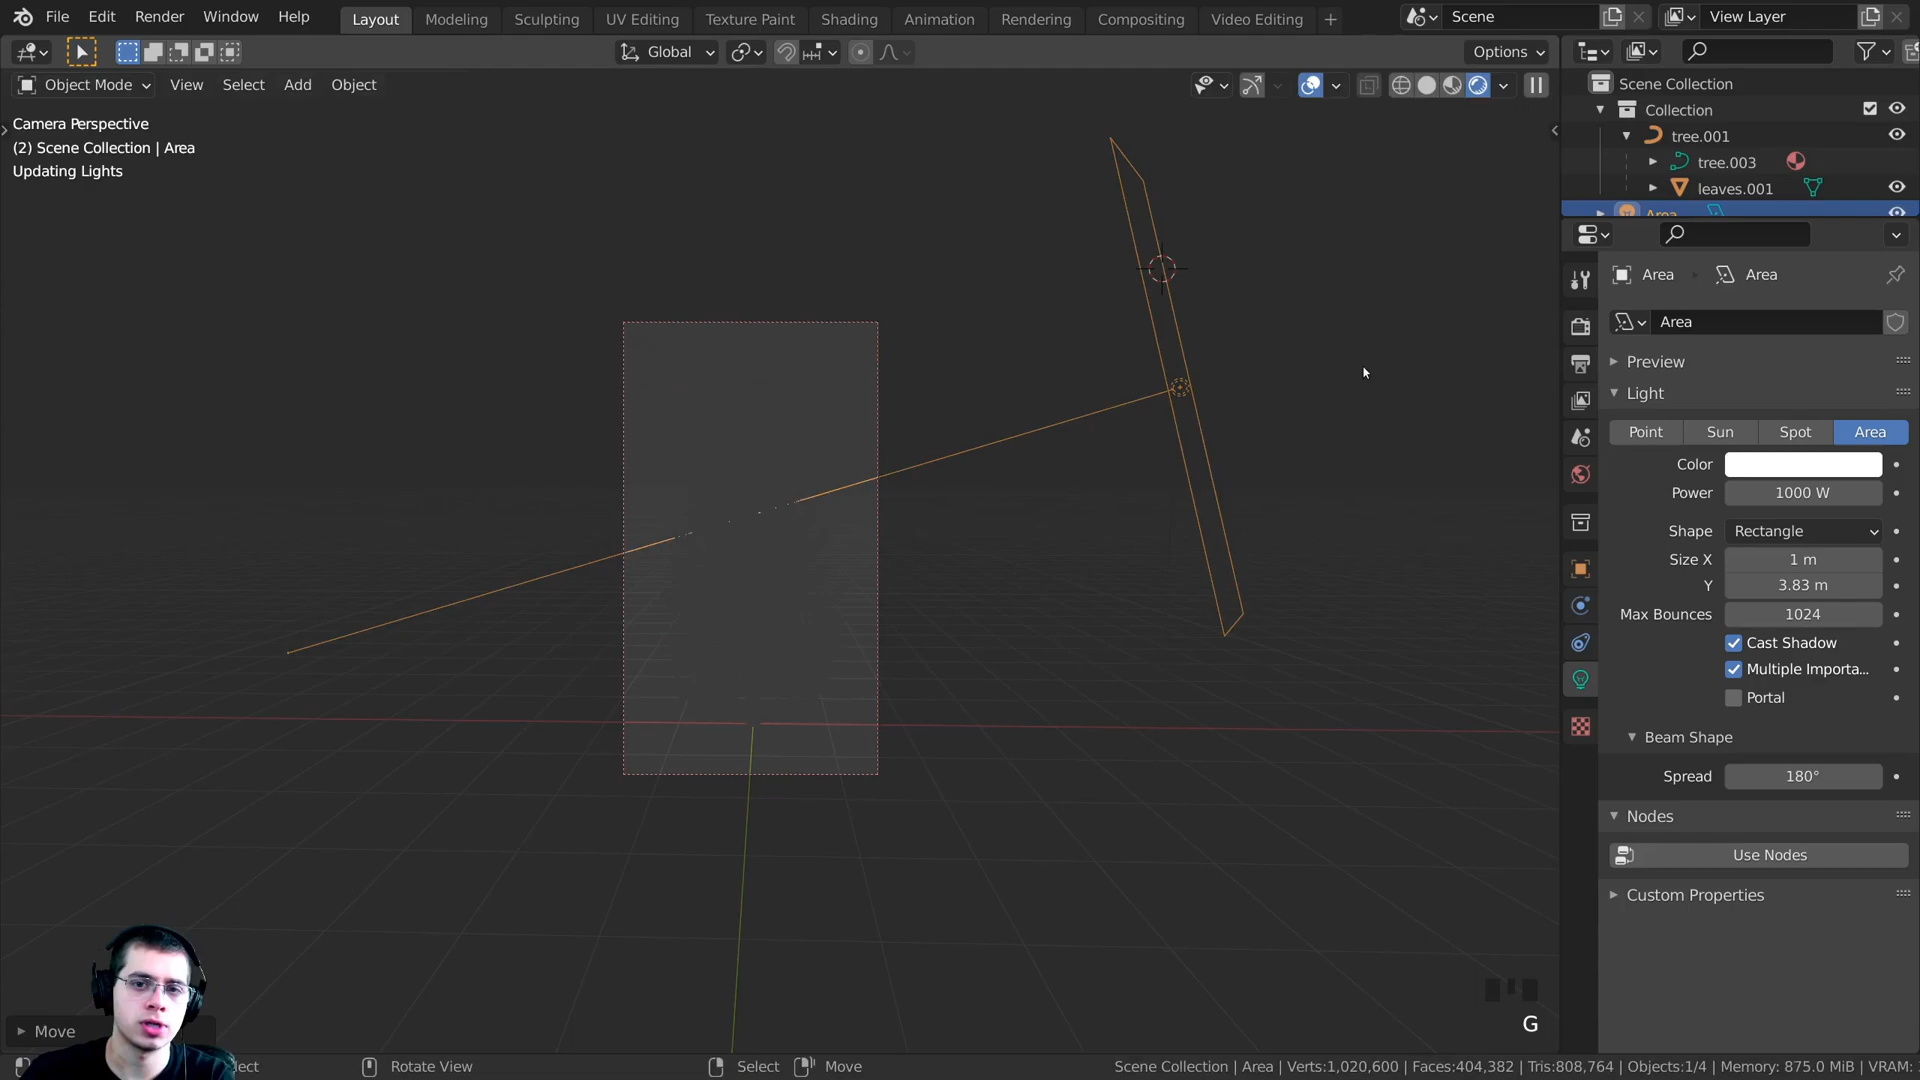 File Edit Render Window Help
Layout Modeling Sculpting UV Editing Texture Paint Shading Animation Rendering Compositing Video Editing +
Scene
View Layer
Global
Options
Object Mode View Select Add Object
Camera Perspective
(2) Scene Collection | Area
Updating Lights
Scene Collection
Collection
tree.001
tree.003
leaves.001
Area
Area Area
Area
Preview
Light
Point Sun Spot Area
Color
Power 1000 W
Shape Rectangle
Size X 1 m
Y 3.83 m
Max Bounces 1024
Cast Shadow
Multiple Importa...
Portal
Beam Shape
Spread 180°
Nodes
Use Nodes
Custom Properties
G
Move
Rotate View
Select
Move
Scene Collection | Area | Verts:1,020,600 | Faces:404,382 | Tris:808,764 | Objects:1/4 | Memory: 875.0 MiB | VRAM: